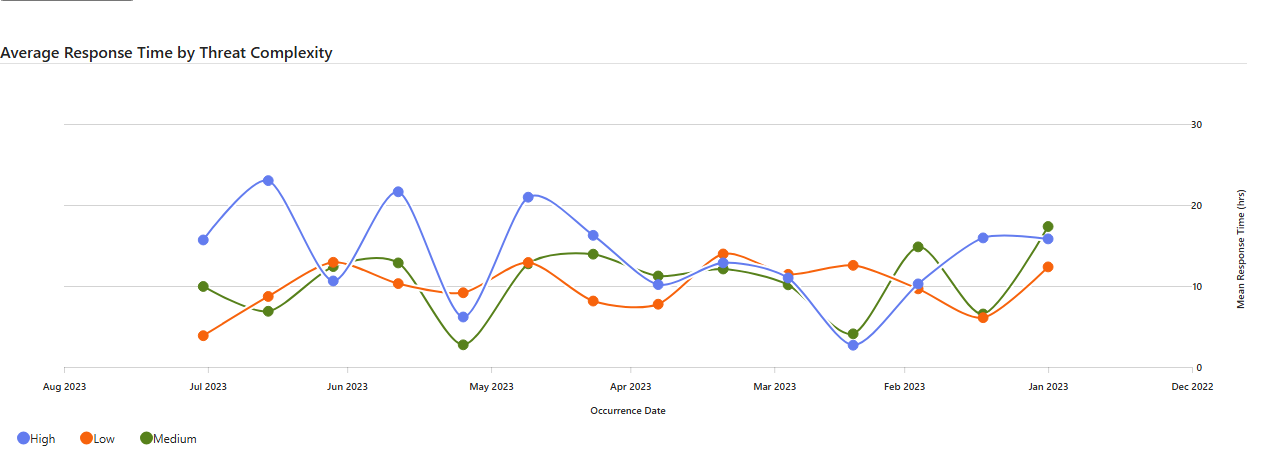 Average Response Time by Threat Complexity
30
20
10
0
Mean Response Time (hrs)
Aug 2023 Jul 2023 Jun 2023 May 2023 Apr 2023 Mar 2023 Feb 2023 Jan 2023 Dec 2022
Occurrence Date
High Low Medium